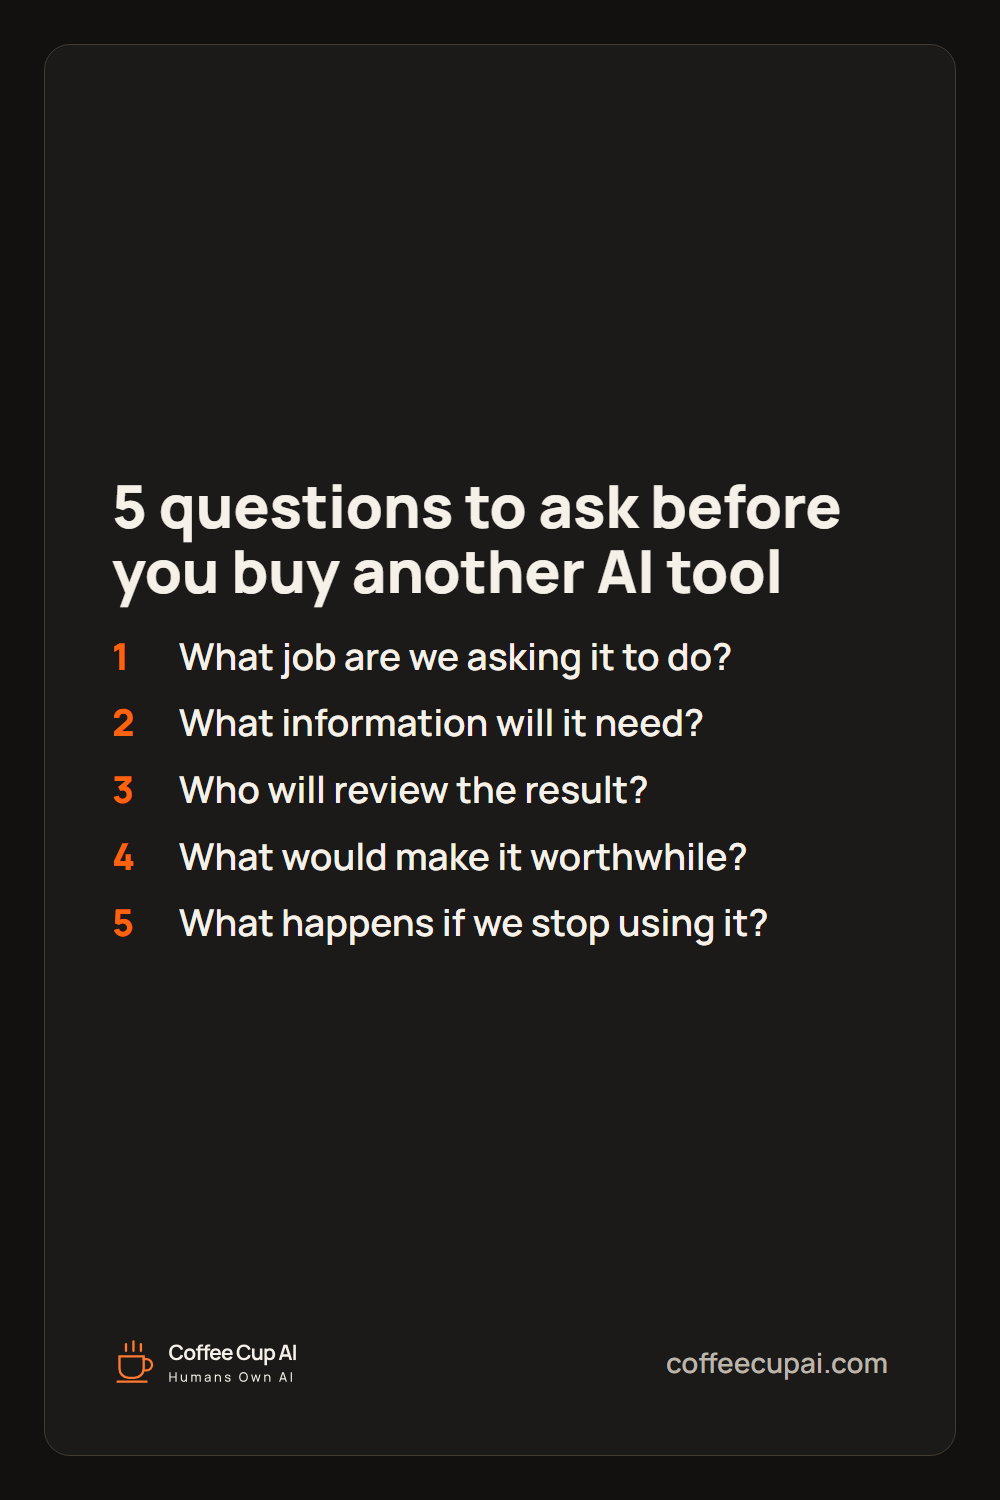 5 questions to ask before
you buy another AI tool
1 What job are we asking it to do?
2 What information will it need?
3 Who will review the result?
4 What would make it worthwhile?
5 What happens if we stop using it?
Coffee Cup AI
Humans Own AI
coffeecupai.com